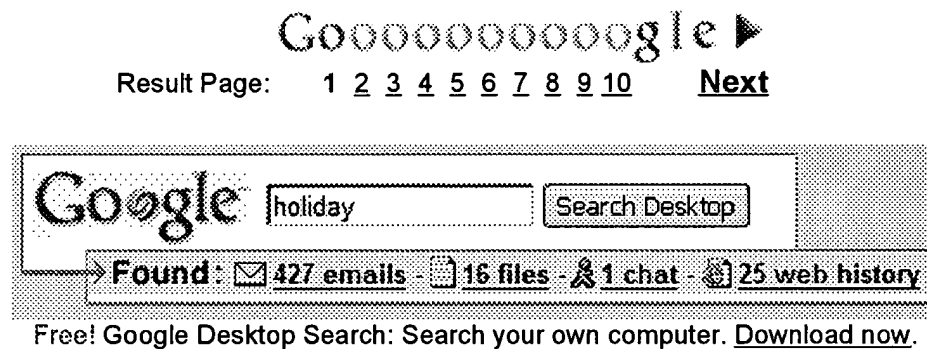 Goooooooooogle
Result Page: 1 2 3 4 5 6 7 8 9 10 Next
Google holiday Search Desktop
Found: 427 emails - 16 files - 1 chat - 25 web history
Free! Google Desktop Search: Search your own computer. Download now.